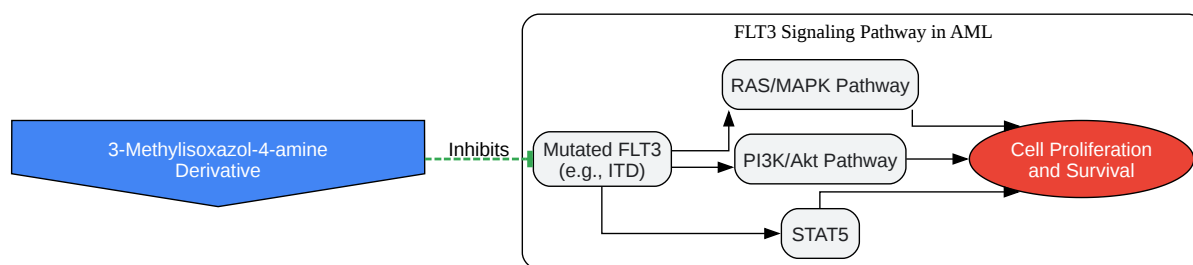 FLT3 Signaling Pathway in AML
RAS/MAPK Pathway
3-Methylisoxazol-4-amine
Derivative
Inhibits
Mutated FLT3
(e.g., ITD)
PI3K/Akt Pathway
Cell Proliferation
and Survival
STAT5